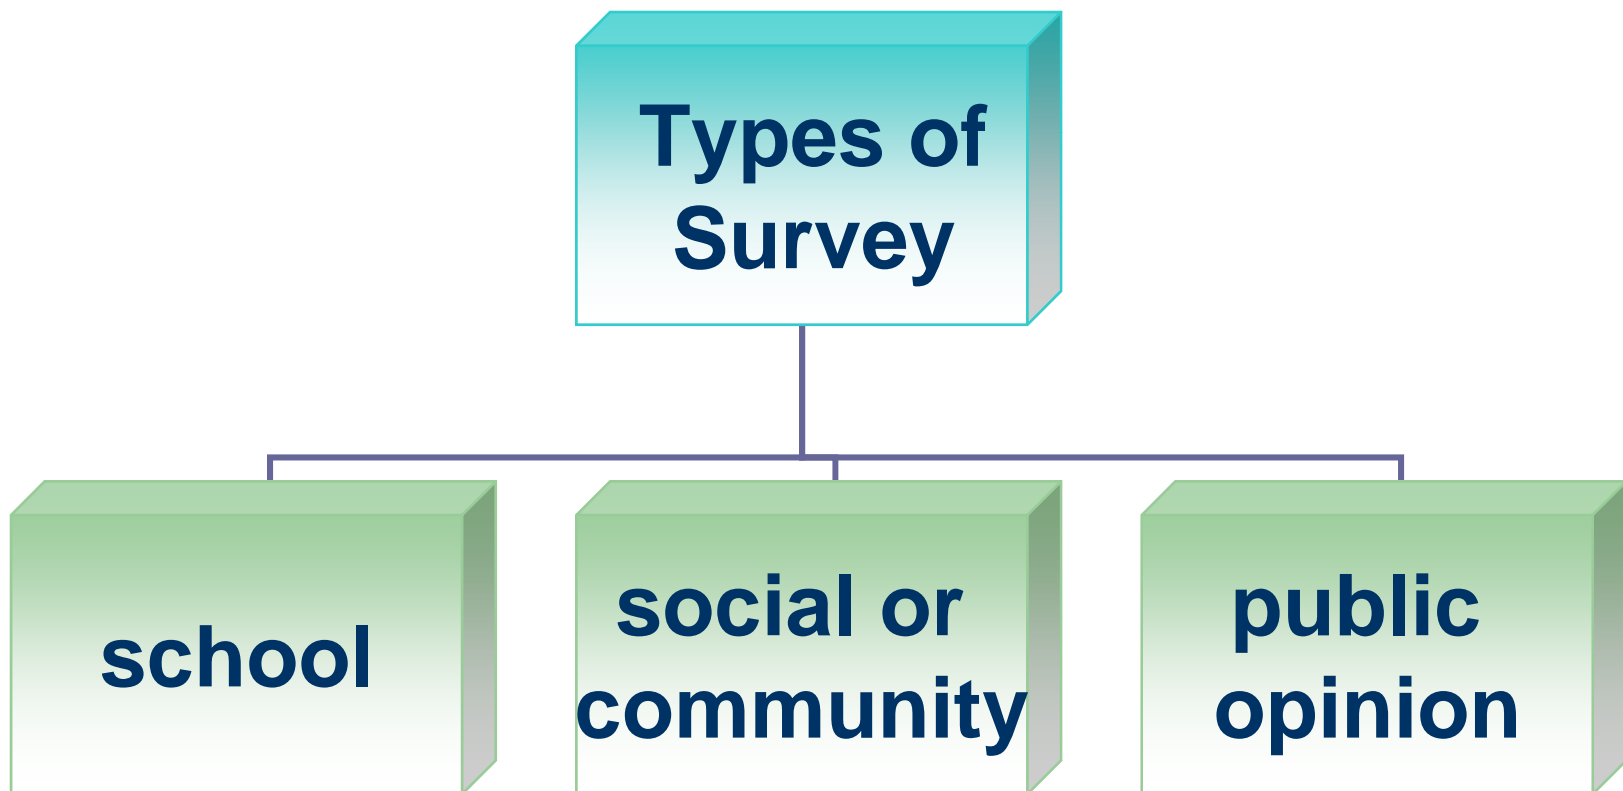 Types of
Survey
school
social or
community
public
opinion